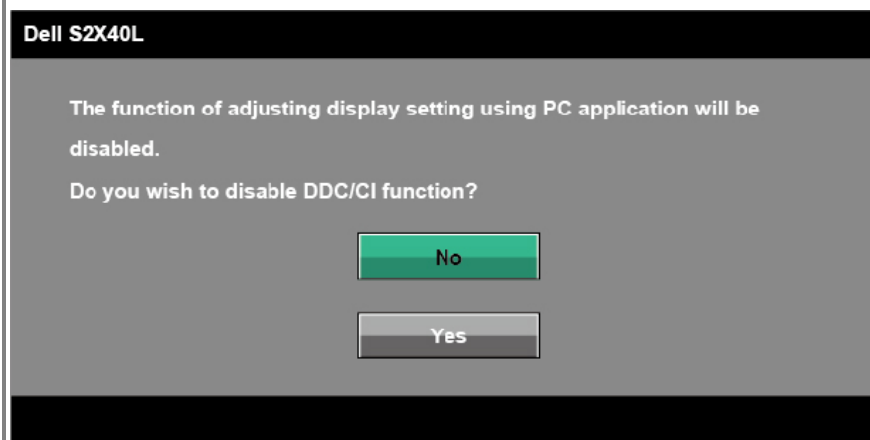 Dell S2X40L
The function of adjusting display setting using PC application will be
disabled.
Do you wish to disable DDC/CI function?
No
Yes